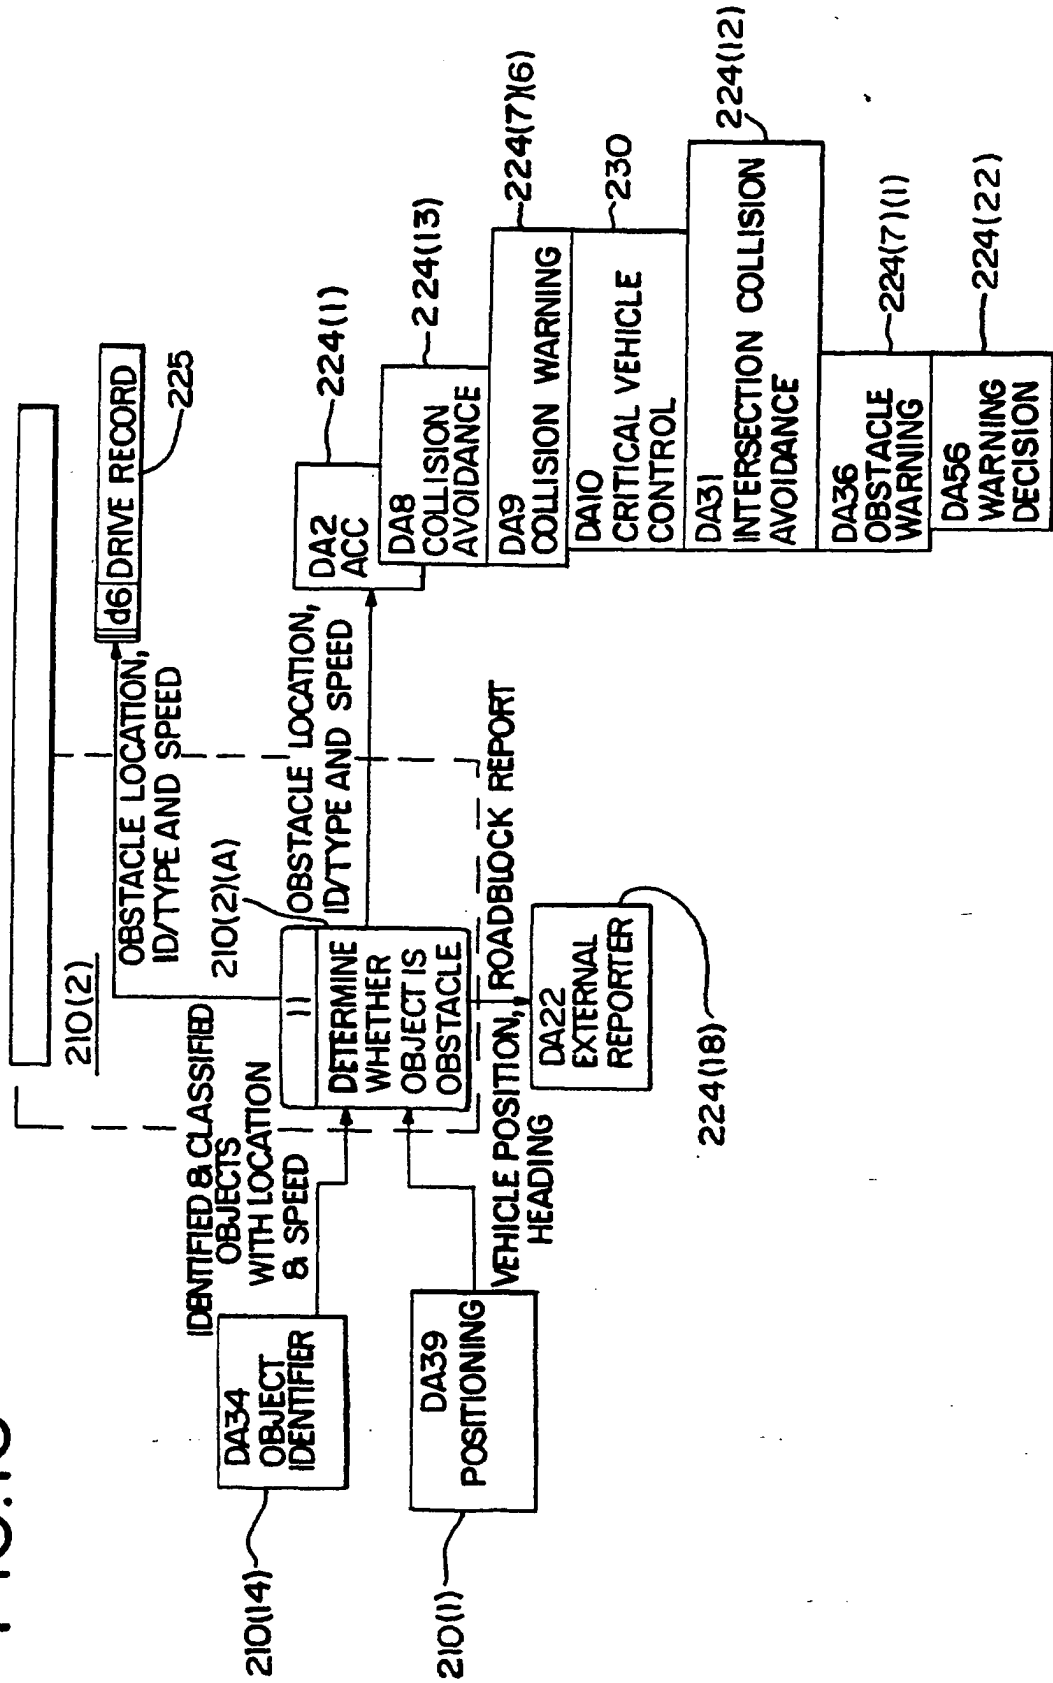 210(2)
OBSTACLE LOCATION,
ID/TYPE AND SPEED
d6 DRIVE RECORD
225
IDENTIFIED & CLASSIFIED
OBJECTS
WITH LOCATION
& SPEED
210(2)(A)
DA34
OBJECT
IDENTIFIER
210(14)
DA39
POSITIONING
210(1)
VEHICLE POSITION,
HEADING
11
DETERMINE
WHETHER
OBJECT IS
OBSTACLE
OBSTACLE LOCATION,
ID/TYPE AND SPEED
ROADBLOCK REPORT
DA22
EXTERNAL
REPORTER
224(18)
DA2
ACC
224(1)
DA8
COLLISION
AVOIDANCE
224(13)
DA9
COLLISION WARNING
224(7)(6)
DA10
CRITICAL VEHICLE
CONTROL
230
DA31
INTERSECTION COLLISION
AVOIDANCE
224(12)
DA36
OBSTACLE
WARNING
224(7)(1)
DA56
WARNING
DECISION
224(22)